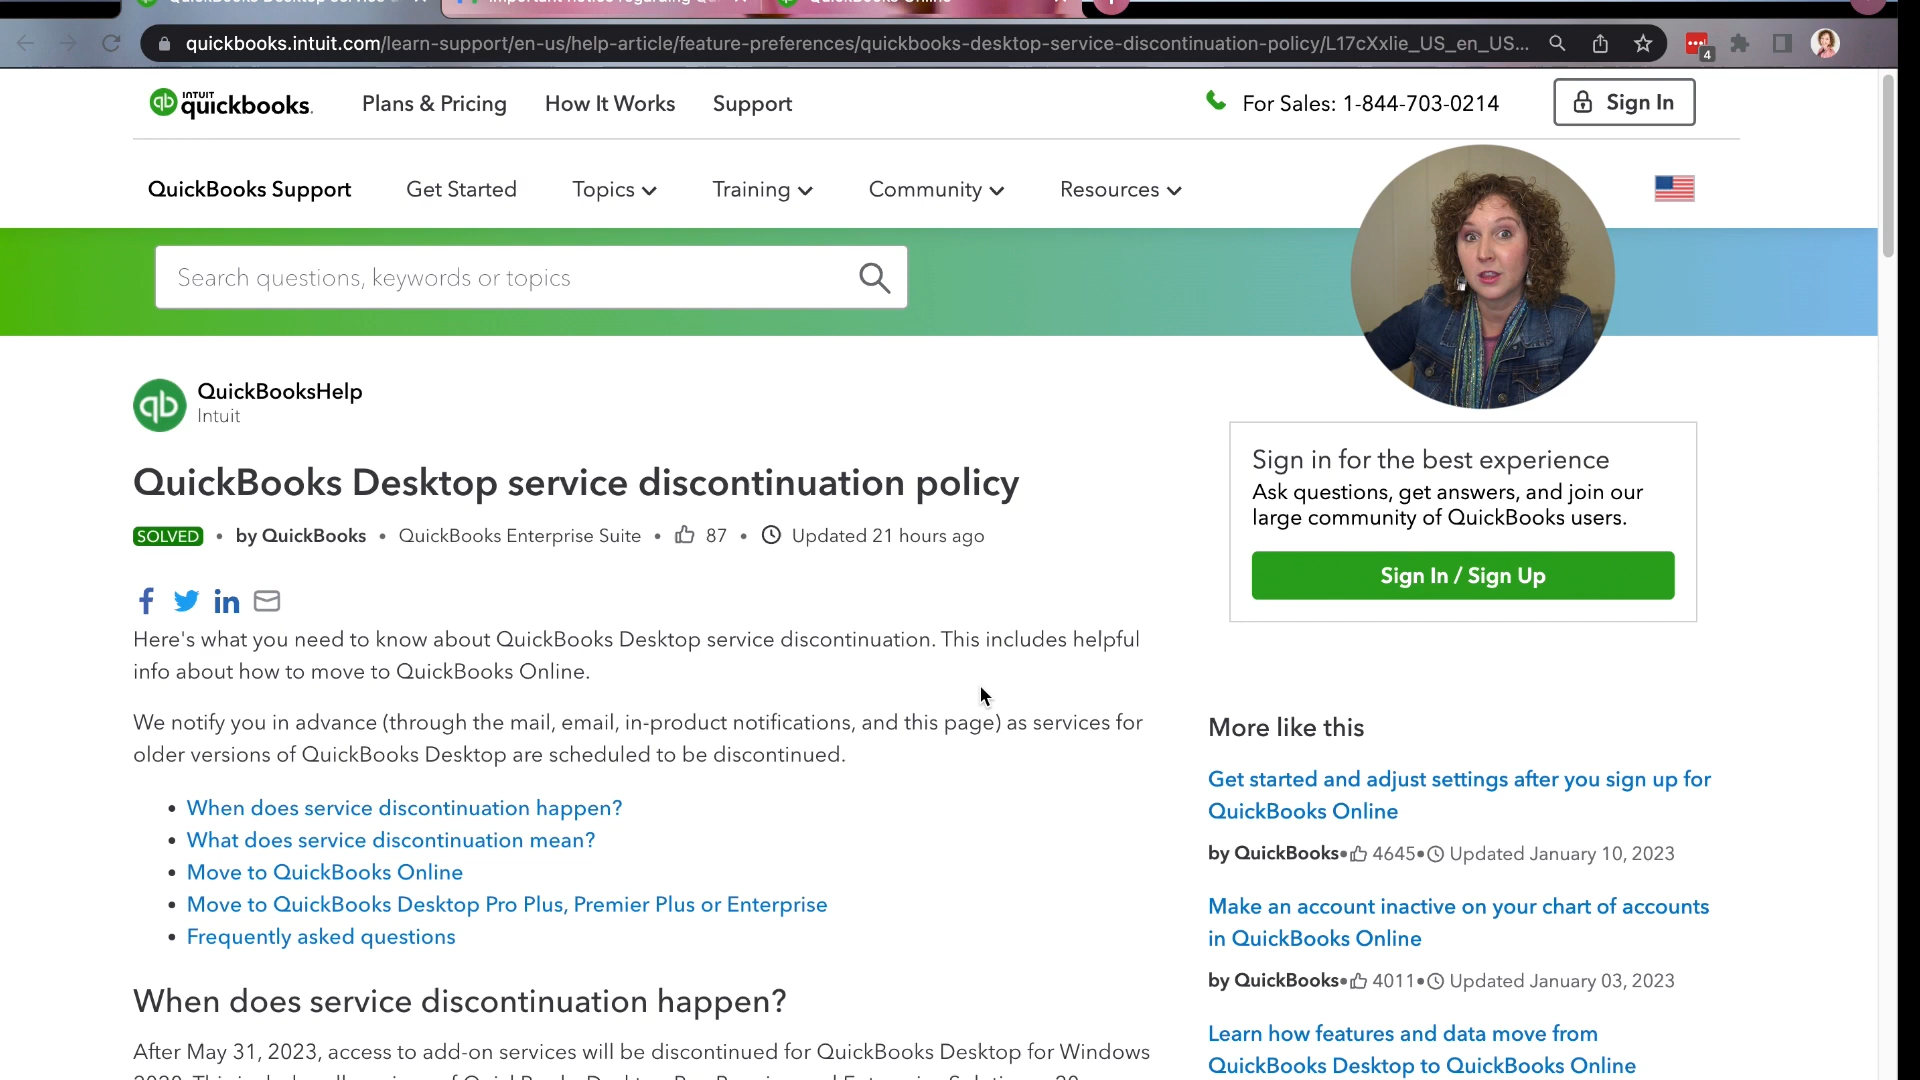 quickbooks.intuit.com/learn-support/en-us/help-article/feature-preferences/quickbooks-desktop-service-discontinuation-policy/L17cXxlie_US_en_US...
4
INTUIT
quickbooks.
Plans & Pricing
How It Works
Support
For Sales: 1-844-703-0214
Sign In
QuickBooks Support
Get Started
Topics
Training
Community
Resources
Search questions, keywords or topics
qb
QuickBooksHelp
Intuit
QuickBooks Desktop service discontinuation policy
SOLVED • by QuickBooks • QuickBooks Enterprise Suite • 87 • Updated 21 hours ago
Here's what you need to know about QuickBooks Desktop service discontinuation. This includes helpful
info about how to move to QuickBooks Online.
We notify you in advance (through the mail, email, in-product notifications, and this page) as services for
older versions of QuickBooks Desktop are scheduled to be discontinued.
• When does service discontinuation happen?
• What does service discontinuation mean?
• Move to QuickBooks Online
• Move to QuickBooks Desktop Pro Plus, Premier Plus or Enterprise
• Frequently asked questions
When does service discontinuation happen?
After May 31, 2023, access to add-on services will be discontinued for QuickBooks Desktop for Windows
Sign in for the best experience
Ask questions, get answers, and join our
large community of QuickBooks users.
Sign In / Sign Up
More like this
Get started and adjust settings after you sign up for
QuickBooks Online
by QuickBooks• 4645• Updated January 10, 2023
Make an account inactive on your chart of accounts
in QuickBooks Online
by QuickBooks• 4011• Updated January 03, 2023
Learn how features and data move from
QuickBooks Desktop to QuickBooks Online